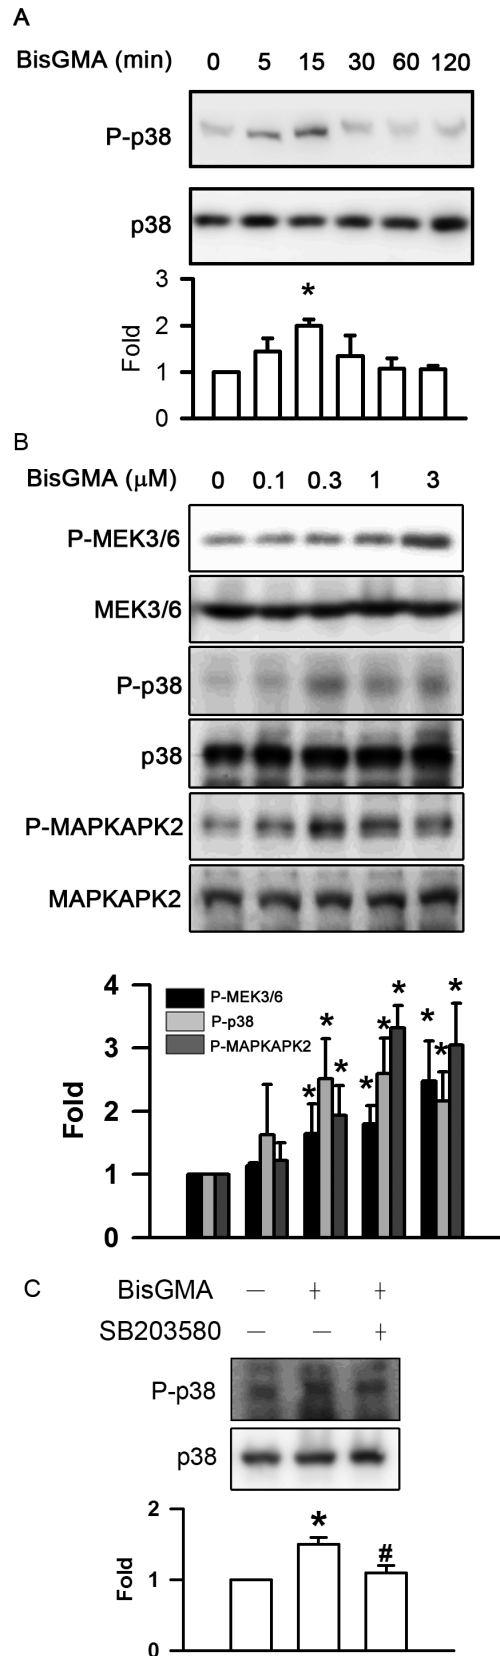 A
BisGMA (min) 0 5 15 30 60 120
P-p38
p38
3
*
2
1
0
Fold
B
BisGMA (μM) 0 0.1 0.3 1 3
P-MEK3/6
MEK3/6
P-p38
p38
P-MAPKAPK2
MAPKAPK2
4
3
2
1
0
Fold
P-MEK3/6
P-p38
P-MAPKAPK2
* * * * * * * * *
C
BisGMA — + +
SB203580 — — +
P-p38
p38
2
1
0
Fold
* #